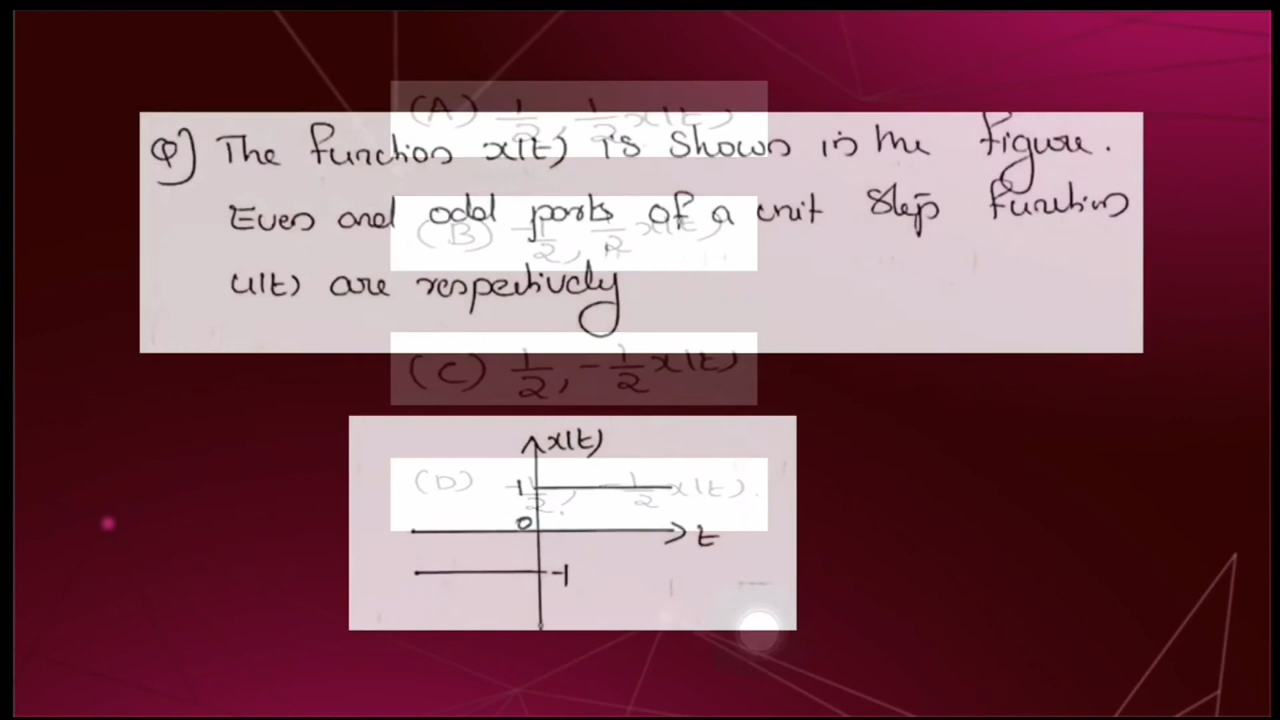 (A) 1/2, 1/2 x(t)
Q) The function x(t) is shown in the figure.
Even and odd parts of a unit step function
(B) -1/2, 1/2 x(t)
u(t) are respectively
(C) 1/2, -1/2 x(t)
x(t)
(D) -1/2, -1/2 x(t).
1
0
t
-1